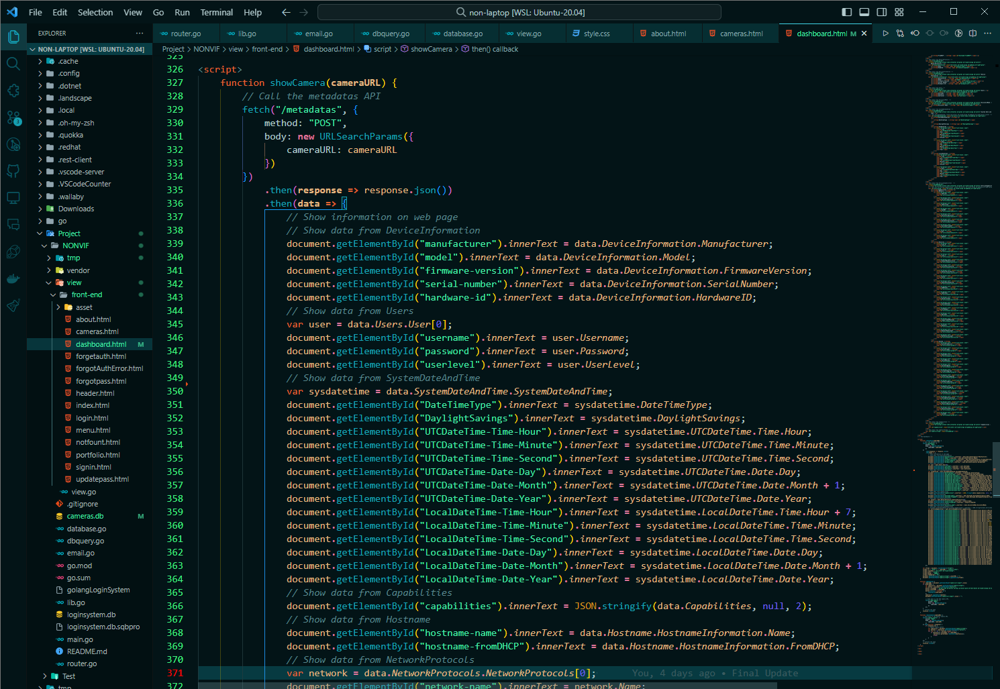 File Edit Selection View Go Run Terminal Help
non-laptop [WSL: Ubuntu-20.04]
EXPLORER
router.go lib.go email.go dbquery.go database.go view.go style.css about.html cameras.html dashboard.html M
NON-LAPTOP [WSL: UBUNTU-20.04]
Project > NONVIF > view > front-end > dashboard.html > script > showCamera > then() callback
.cache
.config
.dotnet
.landscape
.local
.oh-my-zsh
.quokka
.redhat
.rest-client
.vscode-server
.VSCodeCounter
.wallaby
Downloads
go
Project
NONVIF
tmp
vendor
view
front-end
asset
about.html
cameras.html
dashboard.html M
forgetauth.html
forgotAuthError.html
forgotpass.html
header.html
index.html
login.html
menu.html
notfount.html
portfolio.html
signin.html
updatepass.html
view.go
.gitignore
cameras.db M
database.go
dbquery.go
email.go
go.mod
go.sum
golangLoginSystem
lib.go
loginsystem.db
loginsystem.db.sqbpro
main.go
README.md
router.go
Test
tmp
3
325
326 <script>
327 function showCamera(cameraURL) {
328 // Call the metadatas API
329 fetch("/metadatas", {
330 method: "POST",
331 body: new URLSearchParams({
332 cameraURL: cameraURL
333 })
334 })
335 .then(response => response.json())
336 .then(data => {
337 // Show information on web page
338 // Show data from DeviceInformation
339 document.getElementById("manufacturer").innerText = data.DeviceInformation.Manufacturer;
340 document.getElementById("model").innerText = data.DeviceInformation.Model;
341 document.getElementById("firmware-version").innerText = data.DeviceInformation.FirmwareVersion;
342 document.getElementById("serial-number").innerText = data.DeviceInformation.SerialNumber;
343 document.getElementById("hardware-id").innerText = data.DeviceInformation.HardwareID;
344 // Show data from Users
345 var user = data.Users.User[0];
346 document.getElementById("username").innerText = user.Username;
347 document.getElementById("password").innerText = user.Password;
348 document.getElementById("userlevel").innerText = user.UserLevel;
349 // Show data from SystemDateAndTime
350 var sysdatetime = data.SystemDateAndTime.SystemDateAndTime;
351 document.getElementById("DateTimeType").innerText = sysdatetime.DateTimeType;
352 document.getElementById("DaylightSavings").innerText = sysdatetime.DaylightSavings;
353 document.getElementById("UTCDateTime-Time-Hour").innerText = sysdatetime.UTCDateTime.Time.Hour;
354 document.getElementById("UTCDateTime-Time-Minute").innerText = sysdatetime.UTCDateTime.Time.Minute;
355 document.getElementById("UTCDateTime-Time-Second").innerText = sysdatetime.UTCDateTime.Time.Second;
356 document.getElementById("UTCDateTime-Date-Day").innerText = sysdatetime.UTCDateTime.Date.Day;
357 document.getElementById("UTCDateTime-Date-Month").innerText = sysdatetime.UTCDateTime.Date.Month + 1;
358 document.getElementById("UTCDateTime-Date-Year").innerText = sysdatetime.UTCDateTime.Date.Year;
359 document.getElementById("LocalDateTime-Time-Hour").innerText = sysdatetime.LocalDateTime.Time.Hour + 7;
360 document.getElementById("LocalDateTime-Time-Minute").innerText = sysdatetime.LocalDateTime.Time.Minute;
361 document.getElementById("LocalDateTime-Time-Second").innerText = sysdatetime.LocalDateTime.Time.Second;
362 document.getElementById("LocalDateTime-Date-Day").innerText = sysdatetime.LocalDateTime.Date.Day;
363 document.getElementById("LocalDateTime-Date-Month").innerText = sysdatetime.LocalDateTime.Date.Month + 1;
364 document.getElementById("LocalDateTime-Date-Year").innerText = sysdatetime.LocalDateTime.Date.Year;
365 // Show data from Capabilities
366 document.getElementById("capabilities").innerText = JSON.stringify(data.Capabilities, null, 2);
367 // Show data from Hostname
368 document.getElementById("hostname-name").innerText = data.Hostname.HostnameInformation.Name;
369 document.getElementById("hostname-fromDHCP").innerText = data.Hostname.HostnameInformation.FromDHCP;
370 // Show data from NetworkProtocols
371 var network = data.NetworkProtocols.NetworkProtocols[0]; You, 4 days ago • Final Update
372 document.getElementById("network-name").innerText = network.Name;